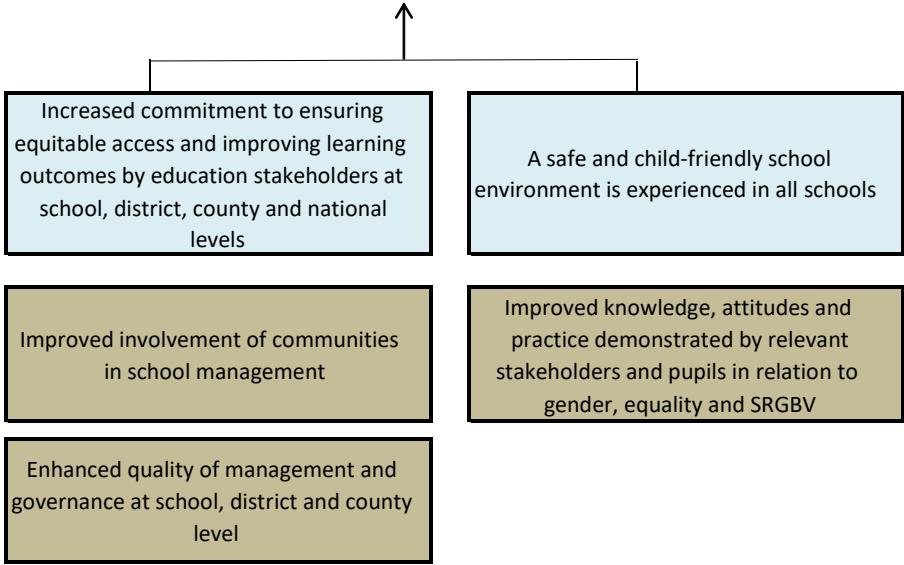 Increased commitment to ensuring
equitable access and improving learning
outcomes by education stakeholders at
school, district, county and national
levels
A safe and child-friendly school
environment is experienced in all schools
Improved involvement of communities
in school management
Improved knowledge, attitudes and
practice demonstrated by relevant
stakeholders and pupils in relation to
gender, equality and SRGBV
Enhanced quality of management and
governance at school, district and county
level